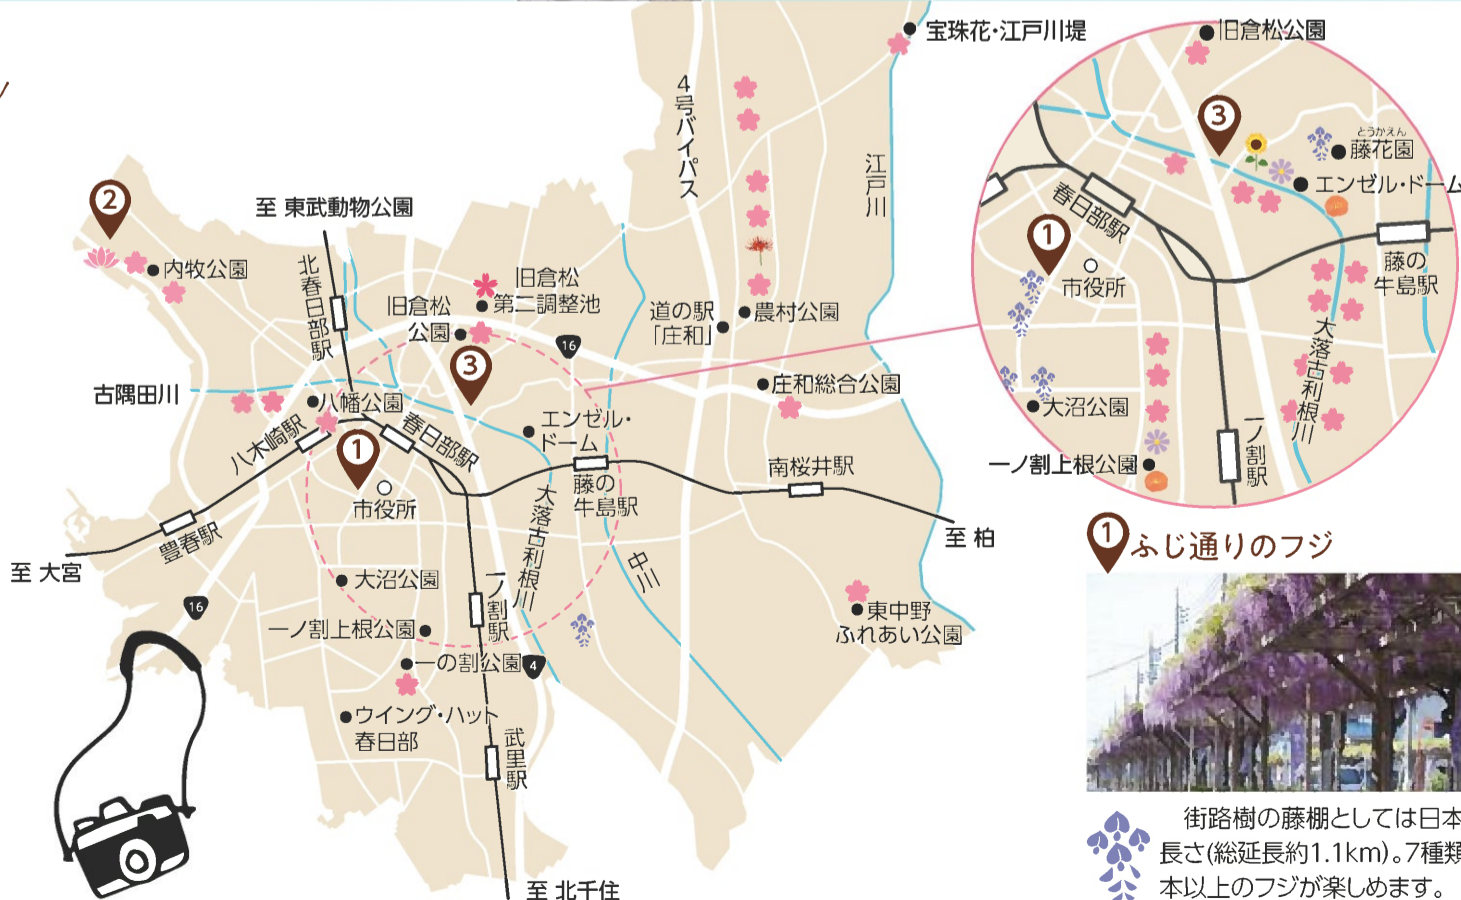 宝珠花・江戸川堤
4号バイパス
江戸川
2
内牧公園
至 東武動物公園
北春日部駅
旧倉松
第二調整池
旧倉松
公園
3
16
道の駅
「庄和」
農村公園
庄和総合公園
古隅田川
八幡公園
八木崎駅
春日部駅
1
市役所
エンゼル・
ドーム
藤の
牛島駅
南桜井駅
至 柏
豊春駅
至 大宮
16
大沼公園
大落古利根川
中川
一ノ割駅
一ノ割上根公園
一の割公園
4
東中野
ふれあい公園
ウイング・ハット
春日部
武里駅
至 北千住
旧倉松公園
3
とうかえん
藤花園
エンゼル・ドーム
春日部駅
1
市役所
藤の
牛島駅
大落古利根川
大沼公園
一ノ割上根公園
一ノ割駅
1
ふじ通りのフジ
街路樹の藤棚としては日本
長さ(総延長約1.1km)。7種類
本以上のフジが楽しめます。